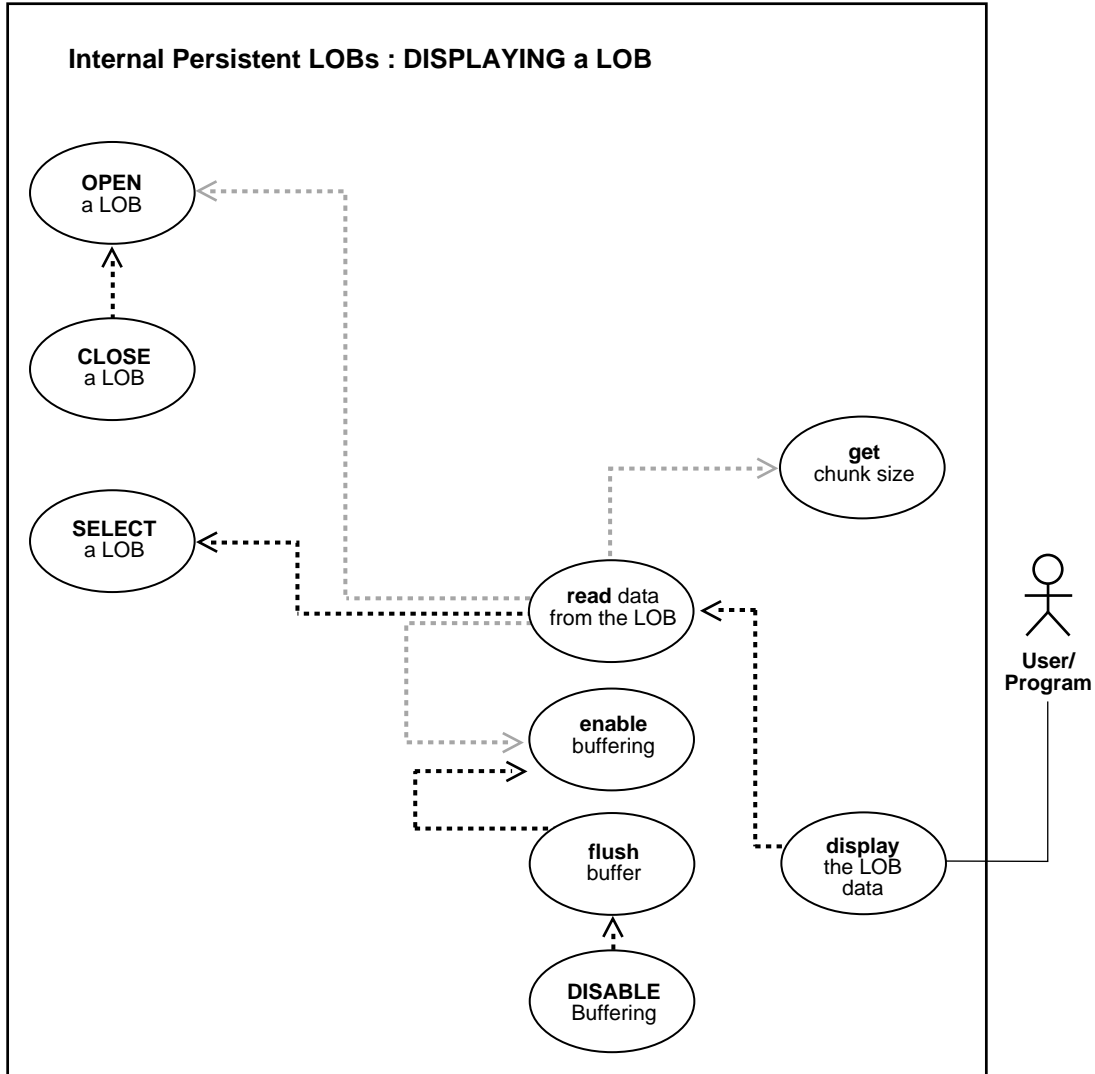 Internal Persistent LOBs : DISPLAYING a LOB
OPEN
a LOB
CLOSE
a LOB
get
chunk size
SELECT
a LOB
read data
from the LOB
User/
Program
enable
buffering
flush
buffer
display
the LOB
data
DISABLE
Buffering